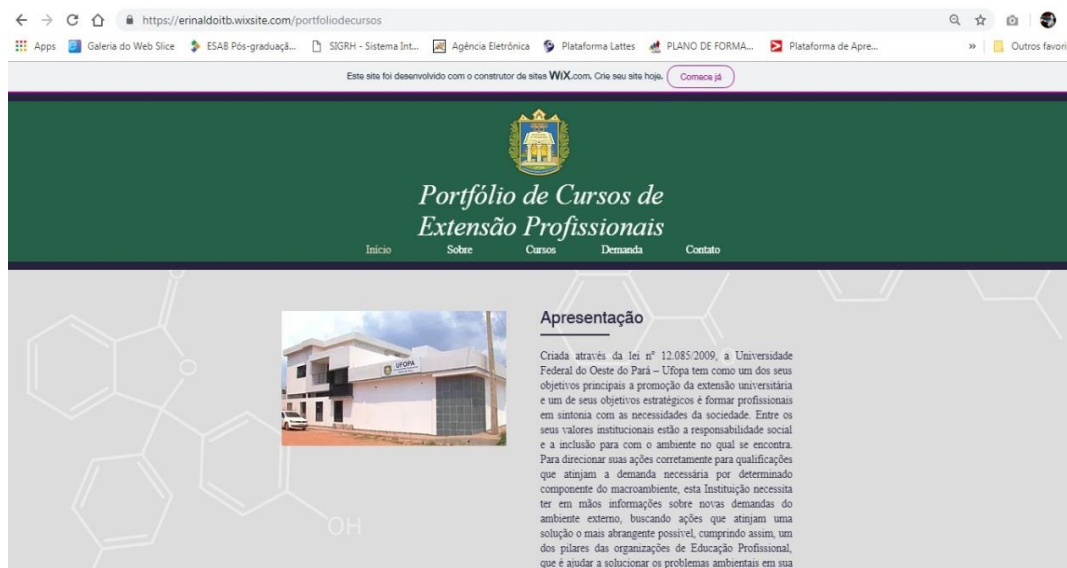 https://erinaldoitb.wixsite.com/portfoliodecursos
Apps Galeria do Web Slice ESAB Pós-graduaçã... SIGRH - Sistema Int... Agência Eletrônica Plataforma Lattes PLANO DE FORMA... Plataforma de Apre... » Outros favori
Este site foi desenvolvido com o construtor de sites WiX.com. Crie seu site hoje. Comece já
Portfólio de Cursos de
Extensão Profissionais
Início Sobre Cursos Demanda Contato
Apresentação
UFOPA
Criada através da lei nº 12.085/2009, a Universidade
Federal do Oeste do Pará – Ufopa tem como um dos seus
objetivos principais a promoção da extensão universitária
e um de seus objetivos estratégicos é formar profissionais
em sintonia com as necessidades da sociedade. Entre os
seus valores institucionais estão a responsabilidade social
e a inclusão para com o ambiente no qual se encontra.
Para direcionar suas ações corretamente para qualificações
que atinjam a demanda necessária por determinado
componente do macroambiente, esta Instituição necessita
ter em mãos informações sobre novas demandas do
ambiente externo, buscando ações que atinjam uma
solução o mais abrangente possível, cumprindo assim, um
dos pilares das organizações de Educação Profissional,
que é ajudar a solucionar os problemas ambientais em sua
O
O
OH
OH